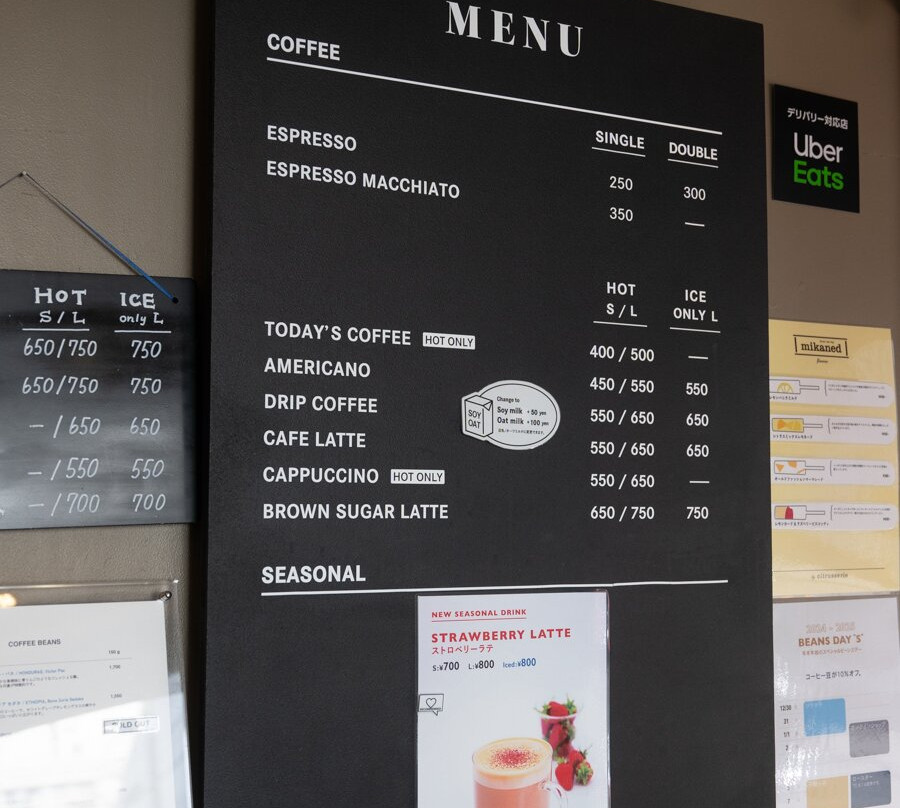 MENU
COFFEE
SINGLE DOUBLE
ESPRESSO 250 300
ESPRESSO MACCHIATO 350 —
HOT ICE
S / L ONLY L
TODAY'S COFFEE HOT ONLY 400 / 500 —
AMERICANO 450 / 550 550
DRIP COFFEE 550 / 650 650
CAFE LATTE 550 / 650 650
CAPPUCCINO HOT ONLY 550 / 650 —
BROWN SUGAR LATTE 650 / 750 750
SOY
OAT
Change to
Soy milk +50 yen
Oat milk +100 yen
SEASONAL
NEW SEASONAL DRINK
STRAWBERRY LATTE
ストロベリーラテ
S:¥700 L:¥800 Iced:¥800
HOT ICE
S / L only L
650/750 750
650/750 750
— /650 650
— /550 550
— /700 700
COFFEE BEANS
100 g
デリバリー対応店
Uber
Eats
mikaned
BEANS DAY "S"
コーヒー豆が10%オフ。